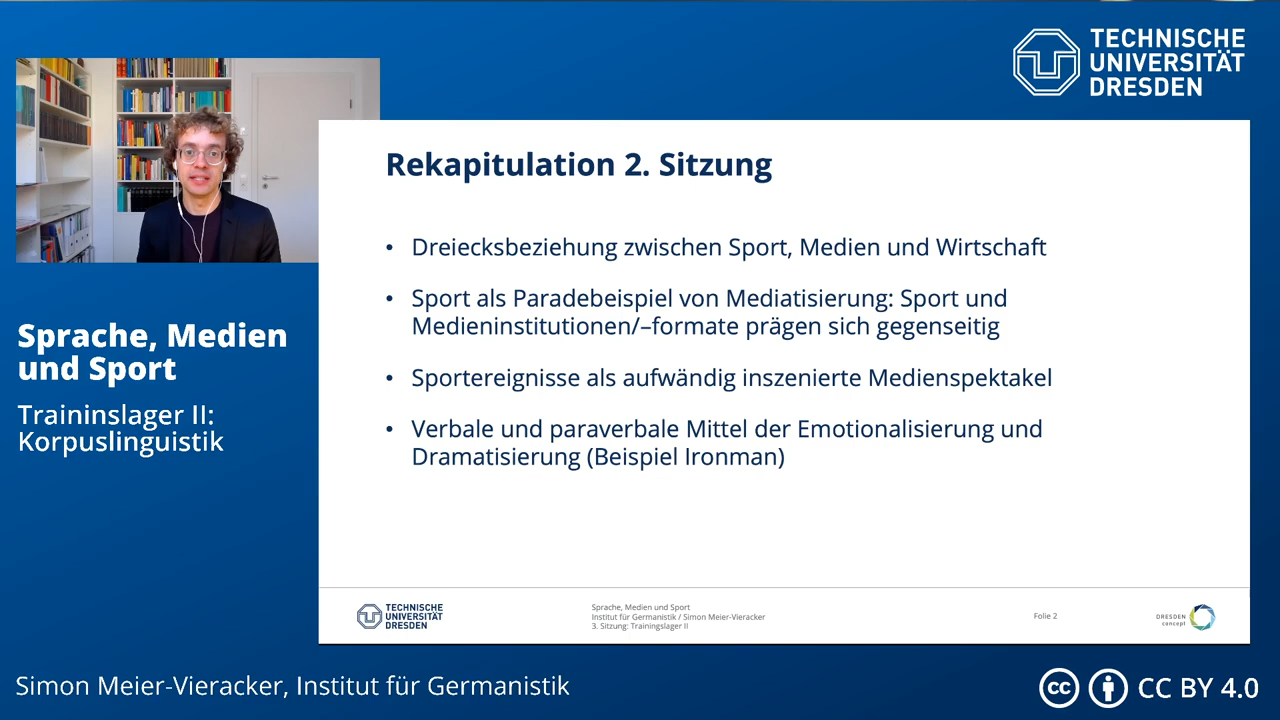 TECHNISCHE
UNIVERSITÄT
DRESDEN
Rekapitulation 2. Sitzung
• Dreiecksbeziehung zwischen Sport, Medien und Wirtschaft
• Sport als Paradebeispiel von Mediatisierung: Sport und
Medieninstitutionen/–formate prägen sich gegenseitig
• Sportereignisse als aufwändig inszenierte Medienspektakel
• Verbale und paraverbale Mittel der Emotionalisierung und
Dramatisierung (Beispiel Ironman)
Sprache, Medien
und Sport
Traininslager II:
Korpuslinguistik
TECHNISCHE
UNIVERSITÄT
DRESDEN
Sprache, Medien und Sport
Institut für Germanistik / Simon Meier-Vieracker
3. Sitzung: Trainingslager II
Folie 2
DRESDEN
concept
Simon Meier-Vieracker, Institut für Germanistik
cc CC BY 4.0